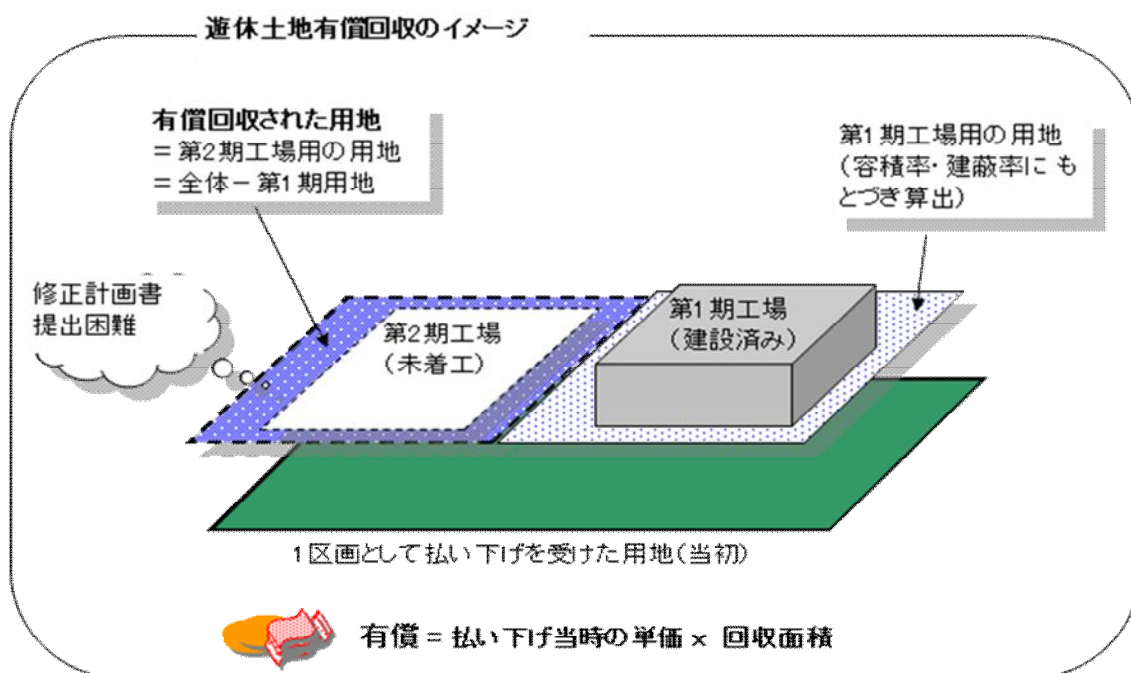 遊休土地有償回収のイメージ
有償回収された用地
＝第2期工場用の用地
＝全体－第1期用地
第1期工場用の用地
（容積率・建蔽率にも
とづき算出）
修正計画書
提出困難
第2期工場
（未着工）
第1期工場
（建設済み）
1区画として払い下げを受けた用地（当初）
有償＝払い下げ当時の単価×回収面積